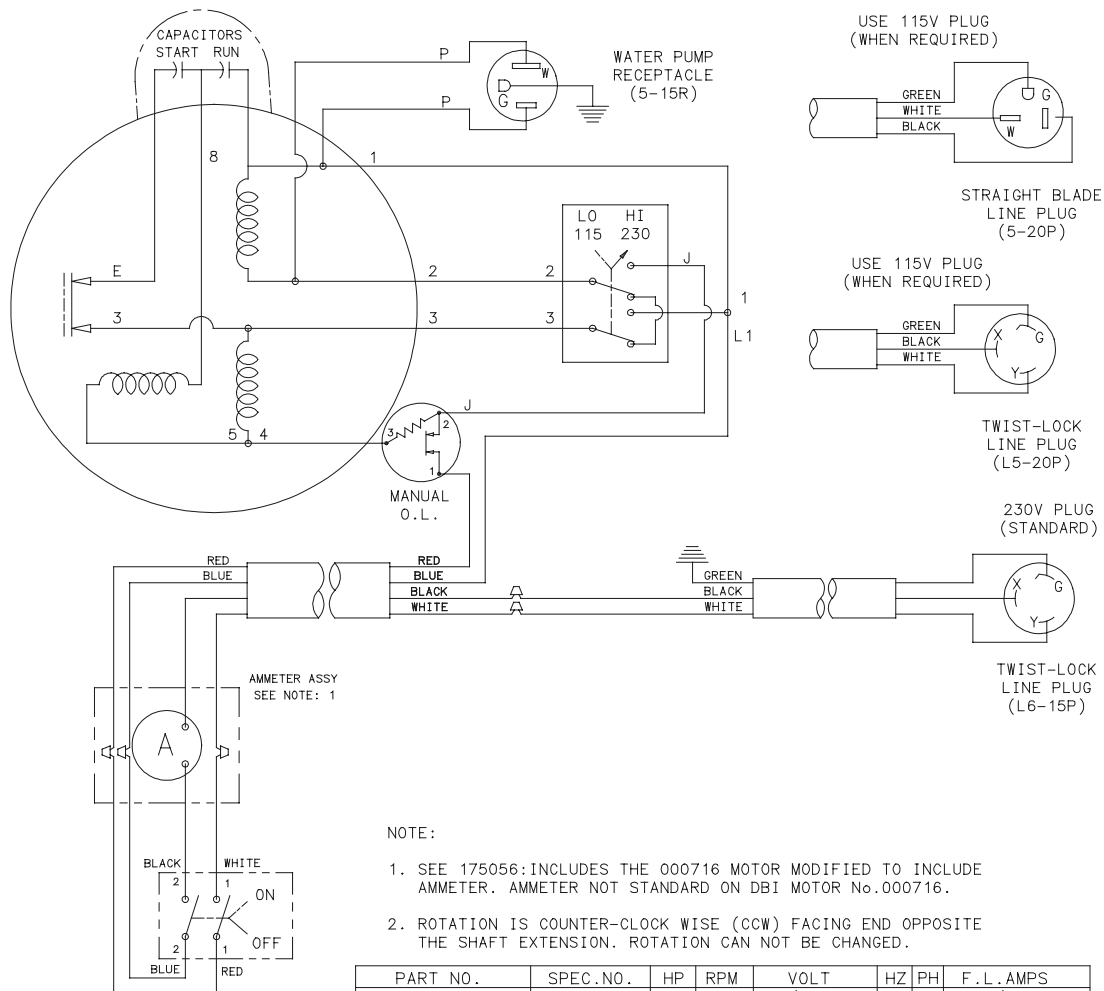 CAPACITORS
START RUN
8
1
E
3
2
3
5 4
P
P
W
G
WATER PUMP
RECEPTACLE
(5-15R)
LO HI
115 230
2
3
J
1
L1
J
3
2
1
MANUAL
O.L.
USE 115V PLUG
(WHEN REQUIRED)
GREEN
WHITE
BLACK
G
W
STRAIGHT BLADE
LINE PLUG
(5-20P)
USE 115V PLUG
(WHEN REQUIRED)
GREEN
BLACK
WHITE
X
G
Y
TWIST-LOCK
LINE PLUG
(L5-20P)
230V PLUG
(STANDARD)
RED
BLUE
RED
BLUE
BLACK
WHITE
GREEN
BLACK
WHITE
X
G
Y
TWIST-LOCK
LINE PLUG
(L6-15P)
AMMETER ASSY
SEE NOTE: 1
A
BLACK
WHITE
2
1
ON
OFF
2
1
BLUE
RED
NOTE:
1. SEE 175056:INCLUDES THE 000716 MOTOR MODIFIED TO INCLUDE
AMMETER. AMMETER NOT STANDARD ON DBI MOTOR No.000716.
2. ROTATION IS COUNTER-CLOCK WISE (CCW) FACING END OPPOSITE
THE SHAFT EXTENSION. ROTATION CAN NOT BE CHANGED.
PART NO. SPEC.NO. HP RPM VOLT HZ PH F.L.AMPS